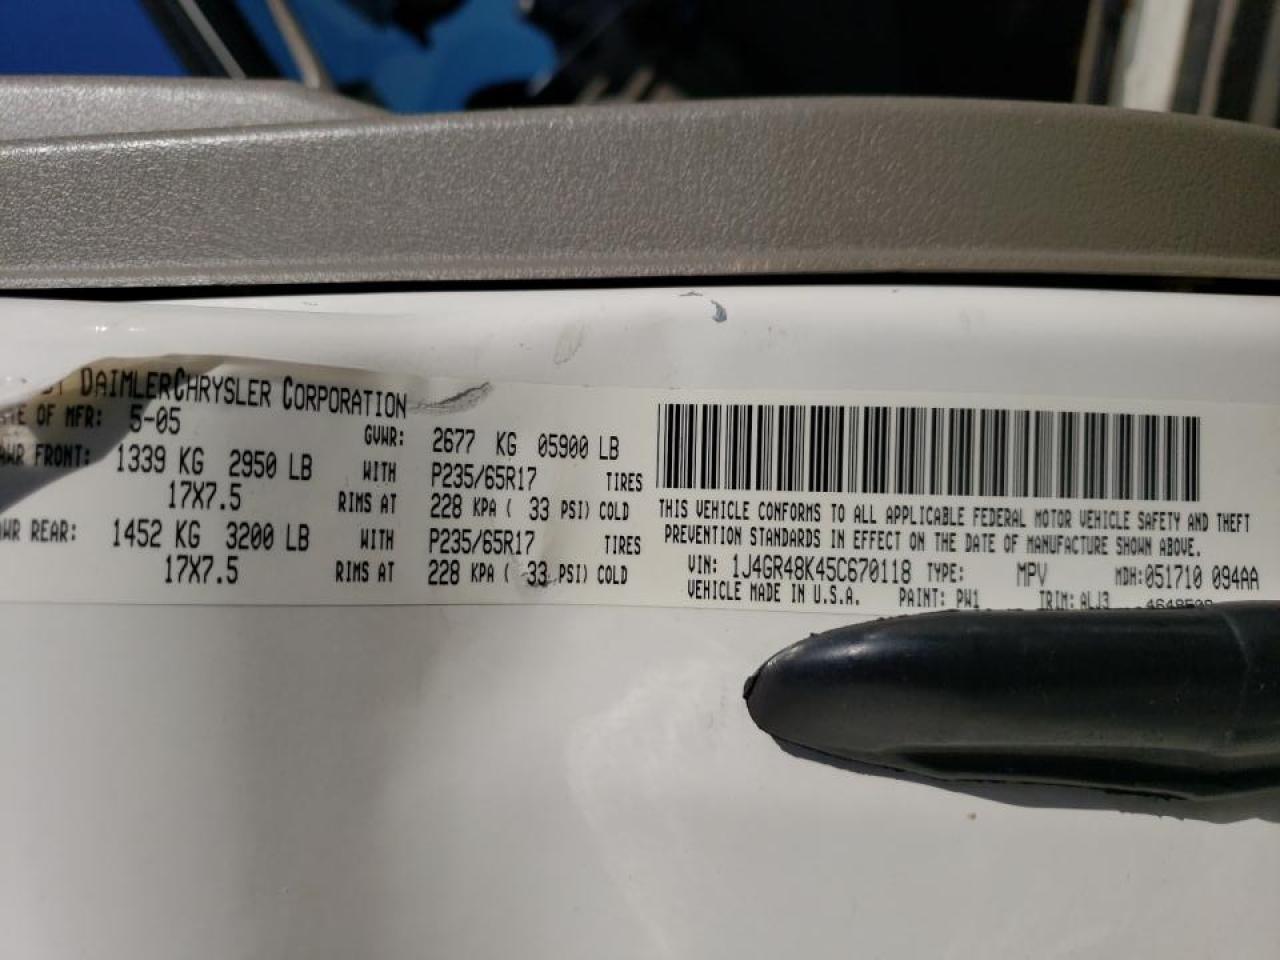 DAIMLERCHRYSLER CORPORATION
OF MFR: 5-05
GVWR: 2677 KG 05900 LB
FRONT: 1339 KG 2950 LB WITH P235/65R17 TIRES
17X7.5 RIMS AT 228 KPA ( 33 PSI) COLD
REAR: 1452 KG 3200 LB WITH P235/65R17 TIRES
17X7.5 RIMS AT 228 KPA ( 33 PSI) COLD
THIS VEHICLE CONFORMS TO ALL APPLICABLE FEDERAL MOTOR VEHICLE SAFETY AND THEFT
PREVENTION STANDARDS IN EFFECT ON THE DATE OF MANUFACTURE SHOWN ABOVE.
VIN: 1J4GR48K45C670118 TYPE: MPV MDH:051710 094AA
VEHICLE MADE IN U.S.A. PAINT: PW1 TRIM: ALJ3